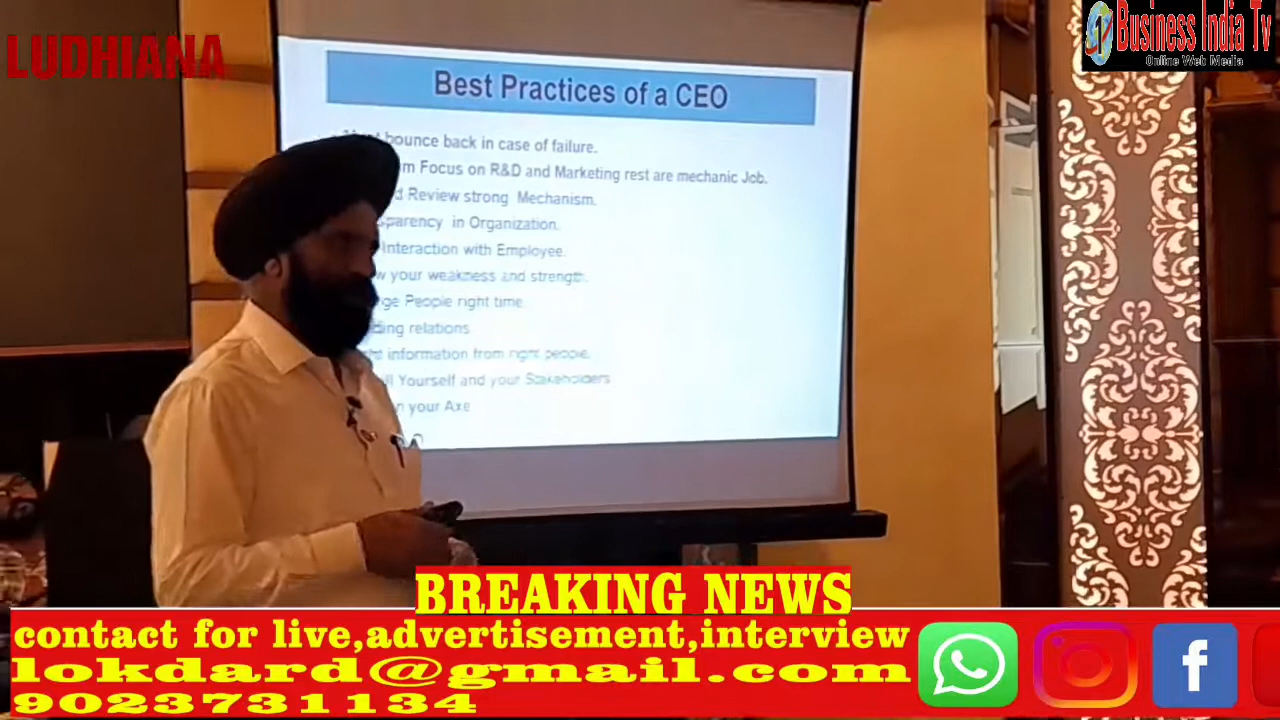 LUDHIANA
Business India Tv
Online Web Media
Best Practices of a CEO
bounce back in case of failure.
Focus on R&D and Marketing rest are mechanic Job.
Review strong Mechanism.
in Organization.
Interaction with Employee.
your weakness and strength.
People right time
relations
information from right people.
Yourself and your Stakeholders
your Axe
BREAKING NEWS
contact for live,advertisement,interview
lokdard@gmail.com
9023731134